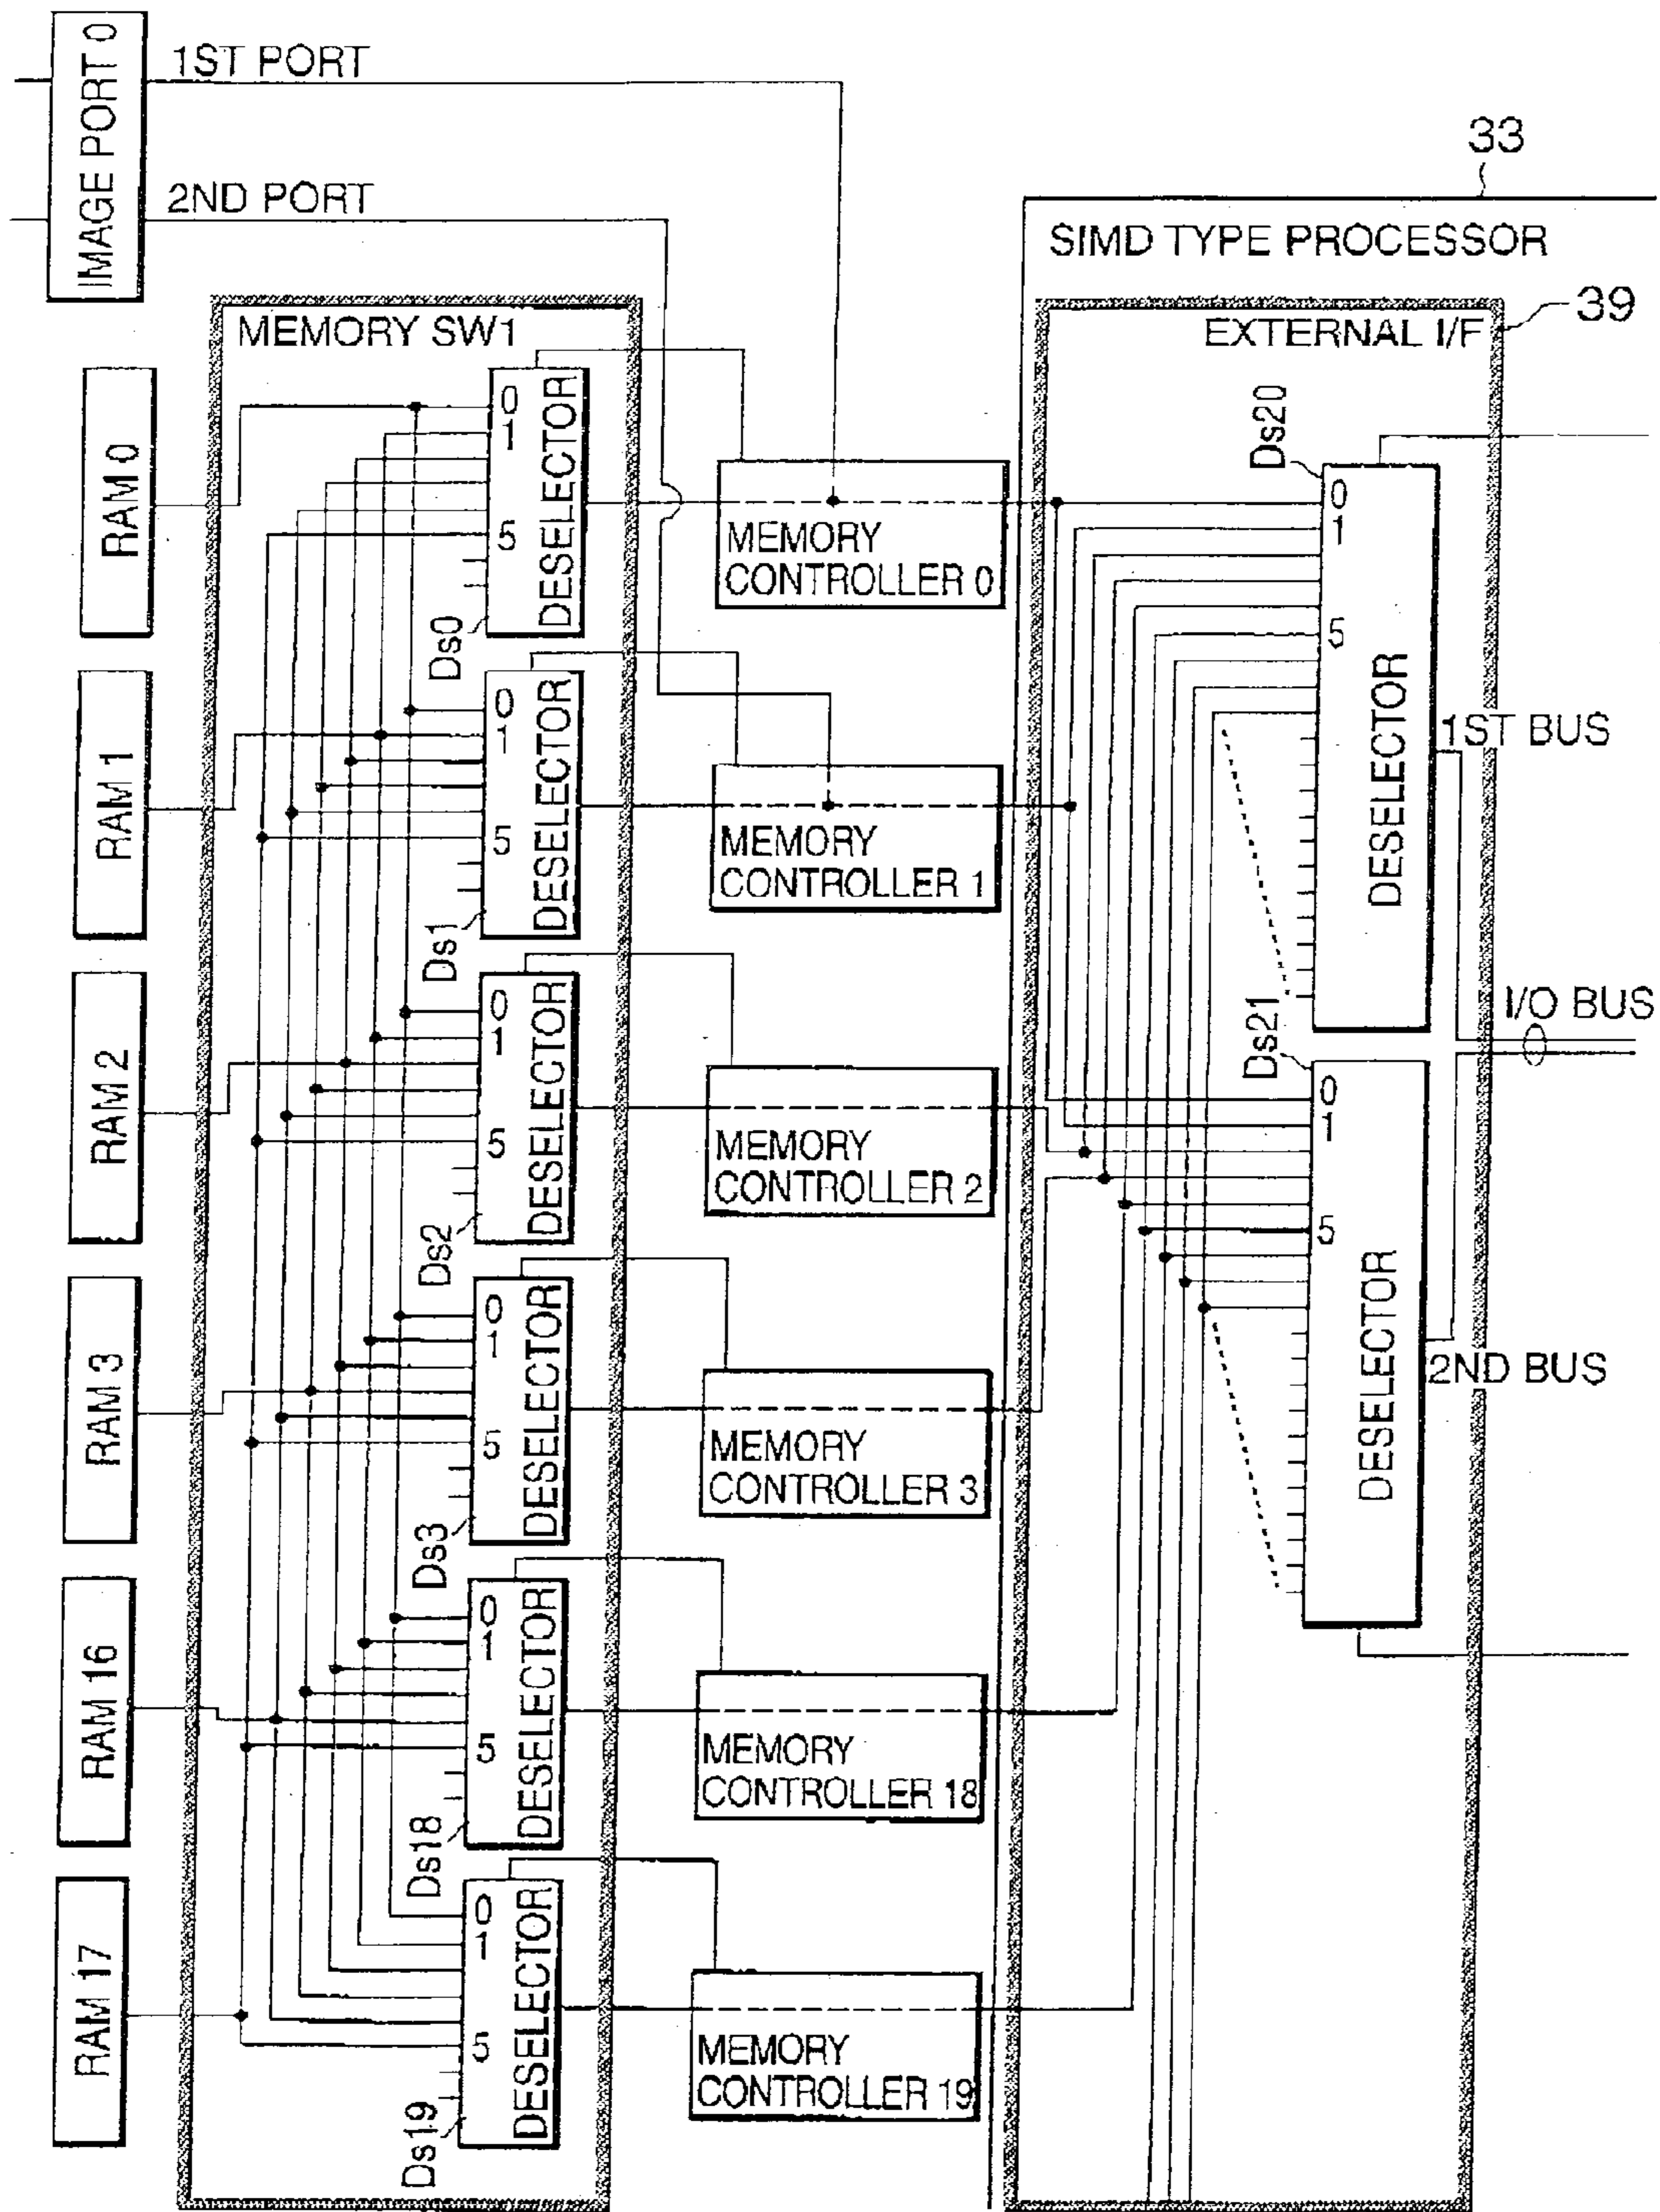 IMAGE PORT 0
1ST PORT
2ND PORT
33
SIMD TYPE PROCESSOR
MEMORY SW1
EXTERNAL I/F
39
RAM 0
0
1
5
DESELECTOR
Ds0
MEMORY
CONTROLLER 0
Ds20
0
1
5
DESELECTOR
1ST BUS
RAM 1
0
1
5
DESELECTOR
Ds1
MEMORY
CONTROLLER 1
RAM 2
0
1
5
DESELECTOR
Ds2
MEMORY
CONTROLLER 2
I/O BUS
Ds21
0
1
5
DESELECTOR
2ND BUS
RAM 3
0
1
5
DESELECTOR
Ds3
MEMORY
CONTROLLER 3
RAM 16
0
1
5
DESELECTOR
Ds18
MEMORY
CONTROLLER 18
RAM 17
0
1
5
DESELECTOR
Ds19
MEMORY
CONTROLLER 19